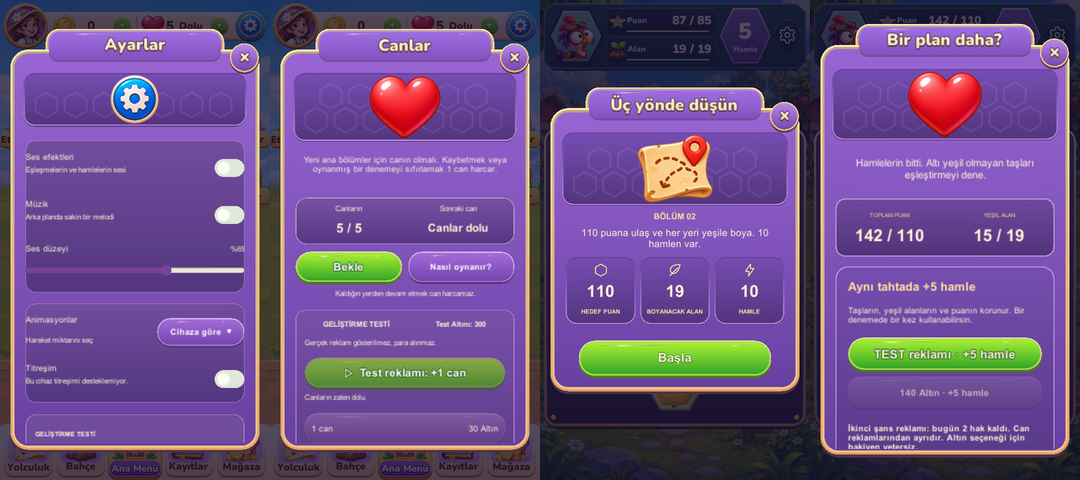 0
5 Dolu
Ayarlar
Ses efektleri
Eşleşmelerin ve hamlelerin sesi
Müzik
Arka planda sakin bir melodi
Ses düzeyi
%65
Animasyonlar
Hareket miktarını seç
Cihaza göre
Titreşim
Bu cihaz titreşimi desteklemiyor.
GELİŞTİRME TESTİ
Yolculuk
Bahçe
Ana Menü
Kayıtlar
Mağaza
0
5 Dolu
Canlar
Yeni ana bölümler için canın olmalı. Kaybetmek veya
oynanmış bir denemeyi sıfırlamak 1 can harcar.
Canların
Sonraki can
5 / 5
Canlar dolu
Bekle
Nasıl oynanır?
Kaldığın yerden devam etmek can harcamaz.
GELİŞTİRME TESTİ
Test Altını: 300
Gerçek reklam gösterilmez, para alınmaz.
Test reklamı: +1 can
Canların zaten dolu.
1 can
30 Altın
Yolculuk
Bahçe
Ana Menü
Kayıtlar
Mağaza
Puan
87 / 85
Alan
19 / 19
5
Hamle
Üç yönde düşün
BÖLÜM 02
110 puana ulaş ve her yeri yeşile boya. 10
hamlen var.
110
19
10
HEDEF PUAN
BOYANACAK ALAN
HAMLE
Başla
Puan
142 / 110
Bir plan daha?
Hamlelerin bitti. Altı yeşil olmayan taşları
eşleştirmeyi dene.
TOPLAM PUAN
YEŞİL ALAN
142 / 110
15 / 19
Aynı tahtada +5 hamle
Taşların, yeşil alanların ve puanın korunur. Bir
denemede bir kez kullanabilirsin.
TEST reklamı · +5 hamle
140 Altın · +5 hamle
İkinci şans reklamı: bugün 2 hak kaldı. Can
reklamlarından ayrıdır. Altın seçeneği için
bakiyen yetersiz.